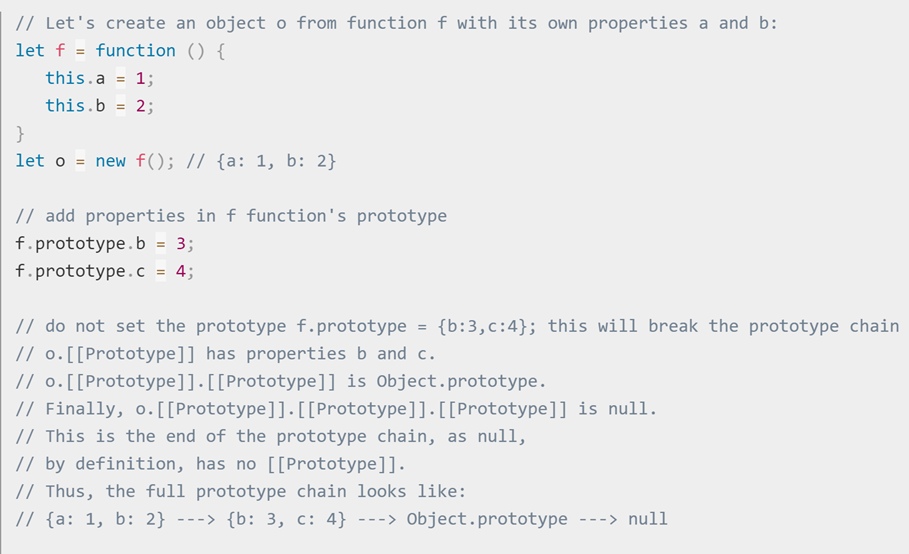 // Let's create an object o from function f with its own properties a and b:
let f = function () {
   this.a = 1;
   this.b = 2;
}
let o = new f(); // {a: 1, b: 2}

// add properties in f function's prototype
f.prototype.b = 3;
f.prototype.c = 4;

// do not set the prototype f.prototype = {b:3,c:4}; this will break the prototype chain
// o.[[Prototype]] has properties b and c.
// o.[[Prototype]].[[Prototype]] is Object.prototype.
// Finally, o.[[Prototype]].[[Prototype]].[[Prototype]] is null.
// This is the end of the prototype chain, as null,
// by definition, has no [[Prototype]].
// Thus, the full prototype chain looks like:
// {a: 1, b: 2} ---> {b: 3, c: 4} ---> Object.prototype ---> null